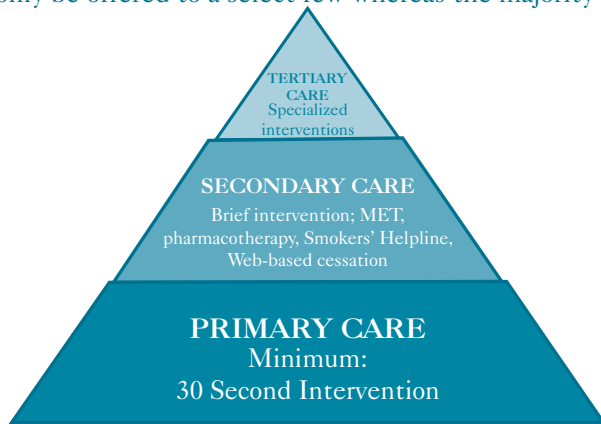 only be offered to a select few whereas the majority
TERTIARY
CARE
Specialized
interventions
SECONDARY CARE
Brief intervention; MET,
pharmacotherapy, Smokers’ Helpline,
Web-based cessation
PRIMARY CARE
Minimum:
30 Second Intervention